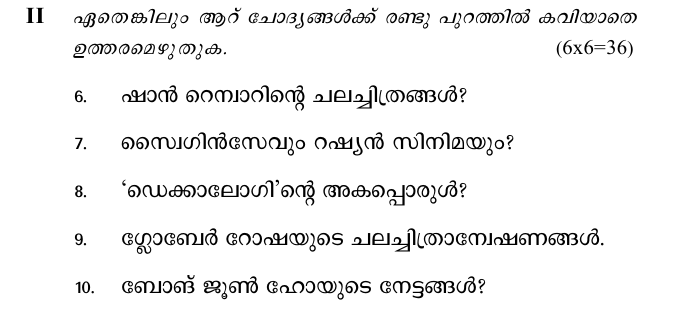 II ഏതെങ്കിലും ആറ് ചോദ്യങ്ങൾക്ക് രണ്ടു പുറത്തിൽ കവിയാതെ
ഉത്തരമെഴുതുക. (6x6=36)
6. ഷാൻ റെമ്പാറിന്റെ ചലച്ചിത്രങ്ങൾ?
7. സ്വൈഗിൻസേവും റഷ്യൻ സിനിമയും?
8. ‘ഡെക്കാലോഗി’ന്റെ അകപ്പൊരുൾ?
9. ഗ്ലോബേർ റോഷയുടെ ചലച്ചിത്രാന്വേഷണങ്ങൾ.
10. ബോങ് ജൂൺ ഹോയുടെ നേട്ടങ്ങൾ?